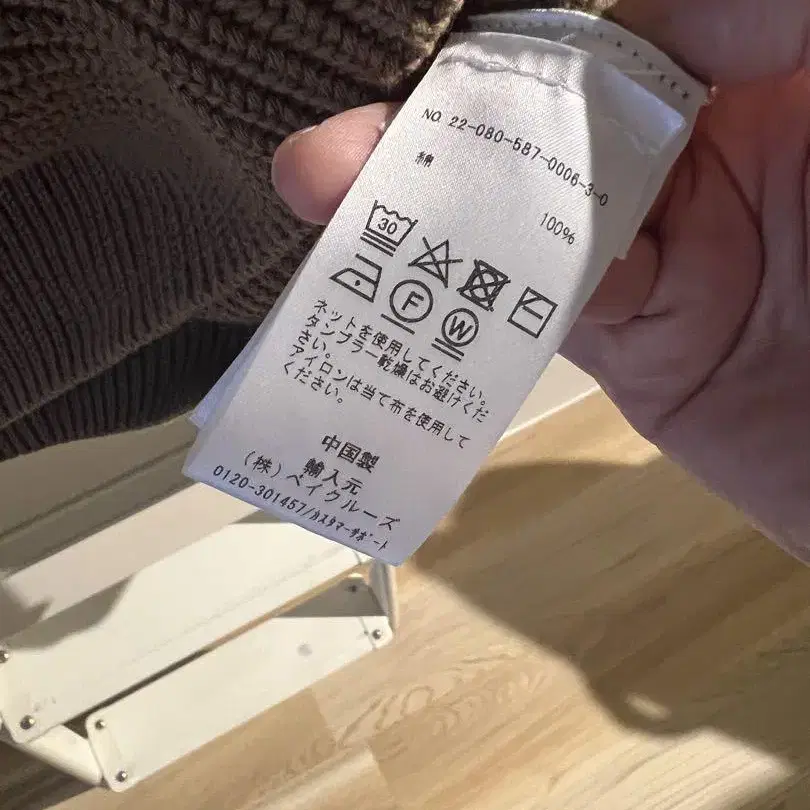 NO 22-080-587-0006-3-0
綿 100%
30
F W
ネットを使用してください。
タンブラー乾燥はお避けくだ
さい。
アイロンは当て布を使用して
ください。
中国製
輸入元
(株)ベイクルーズ
0120-301457/カスタマーサポート